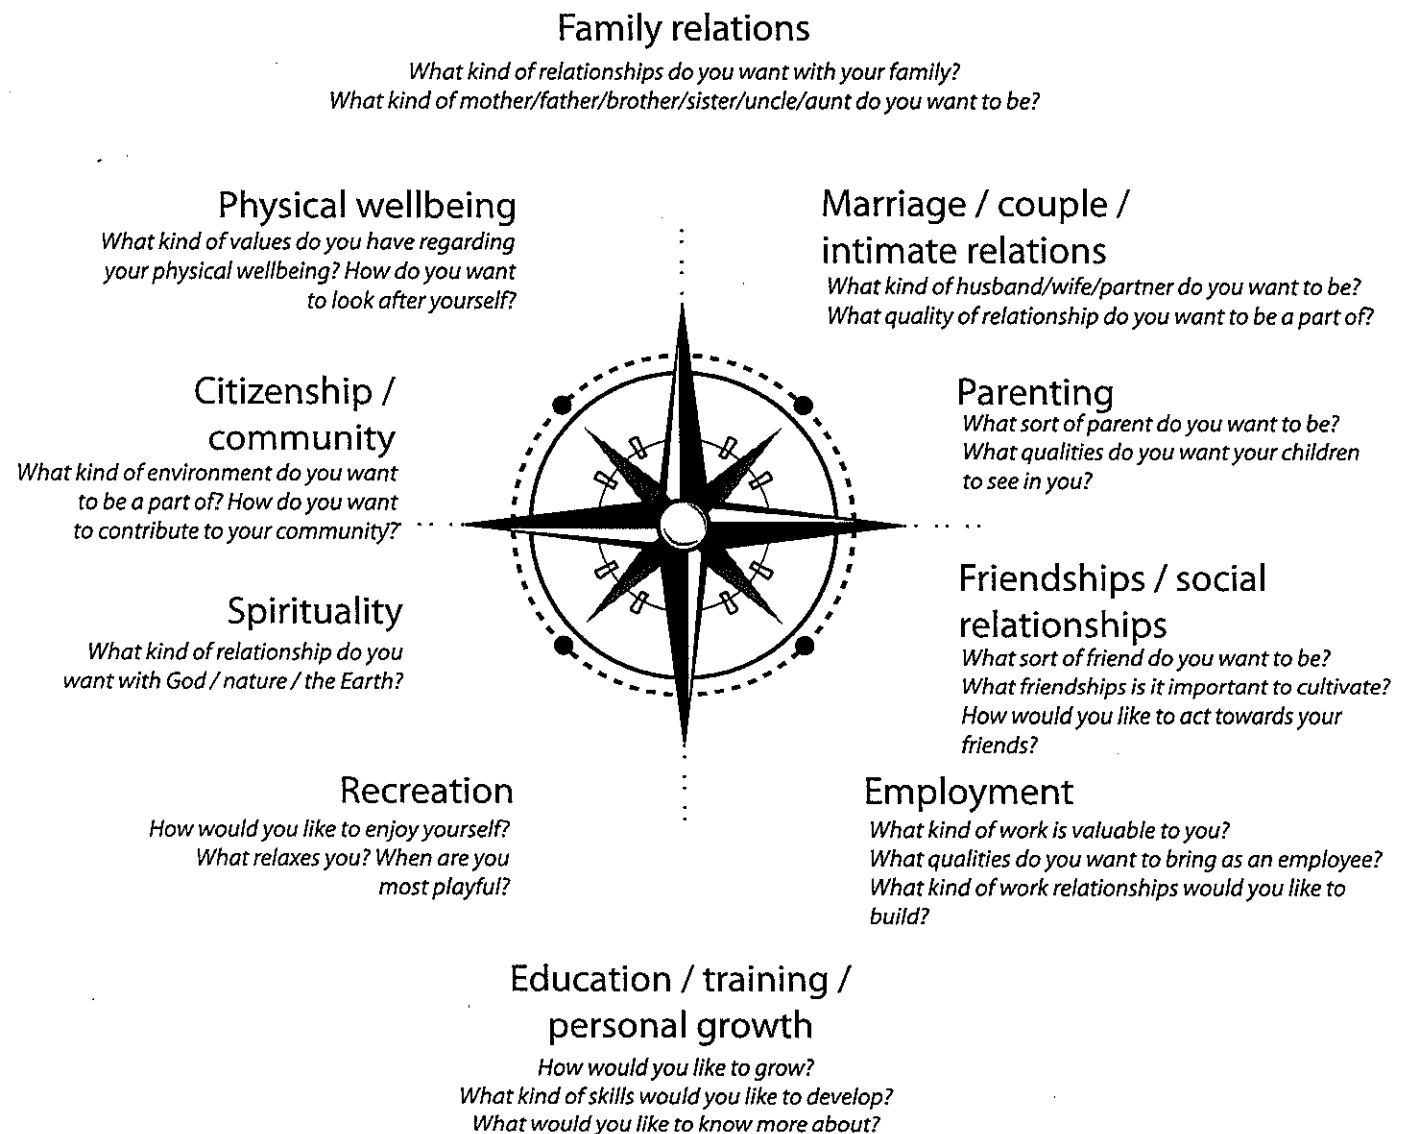 Family relations
What kind of relationships do you want with your family?
What kind of mother/father/brother/sister/uncle/aunt do you want to be?
Physical wellbeing
What kind of values do you have regarding
your physical wellbeing? How do you want
to look after yourself?
Marriage / couple /
intimate relations
What kind of husband/wife/partner do you want to be?
What quality of relationship do you want to be a part of?
Citizenship /
community
What kind of environment do you want
to be a part of? How do you want
to contribute to your community?
Parenting
What sort of parent do you want to be?
What qualities do you want your children
to see in you?
Spirituality
What kind of relationship do you
want with God / nature / the Earth?
Friendships / social
relationships
What sort of friend do you want to be?
What friendships is it important to cultivate?
How would you like to act towards your
friends?
Recreation
How would you like to enjoy yourself?
What relaxes you? When are you
most playful?
Employment
What kind of work is valuable to you?
What qualities do you want to bring as an employee?
What kind of work relationships would you like to
build?
Education / training /
personal growth
How would you like to grow?
What kind of skills would you like to develop?
What would you like to know more about?